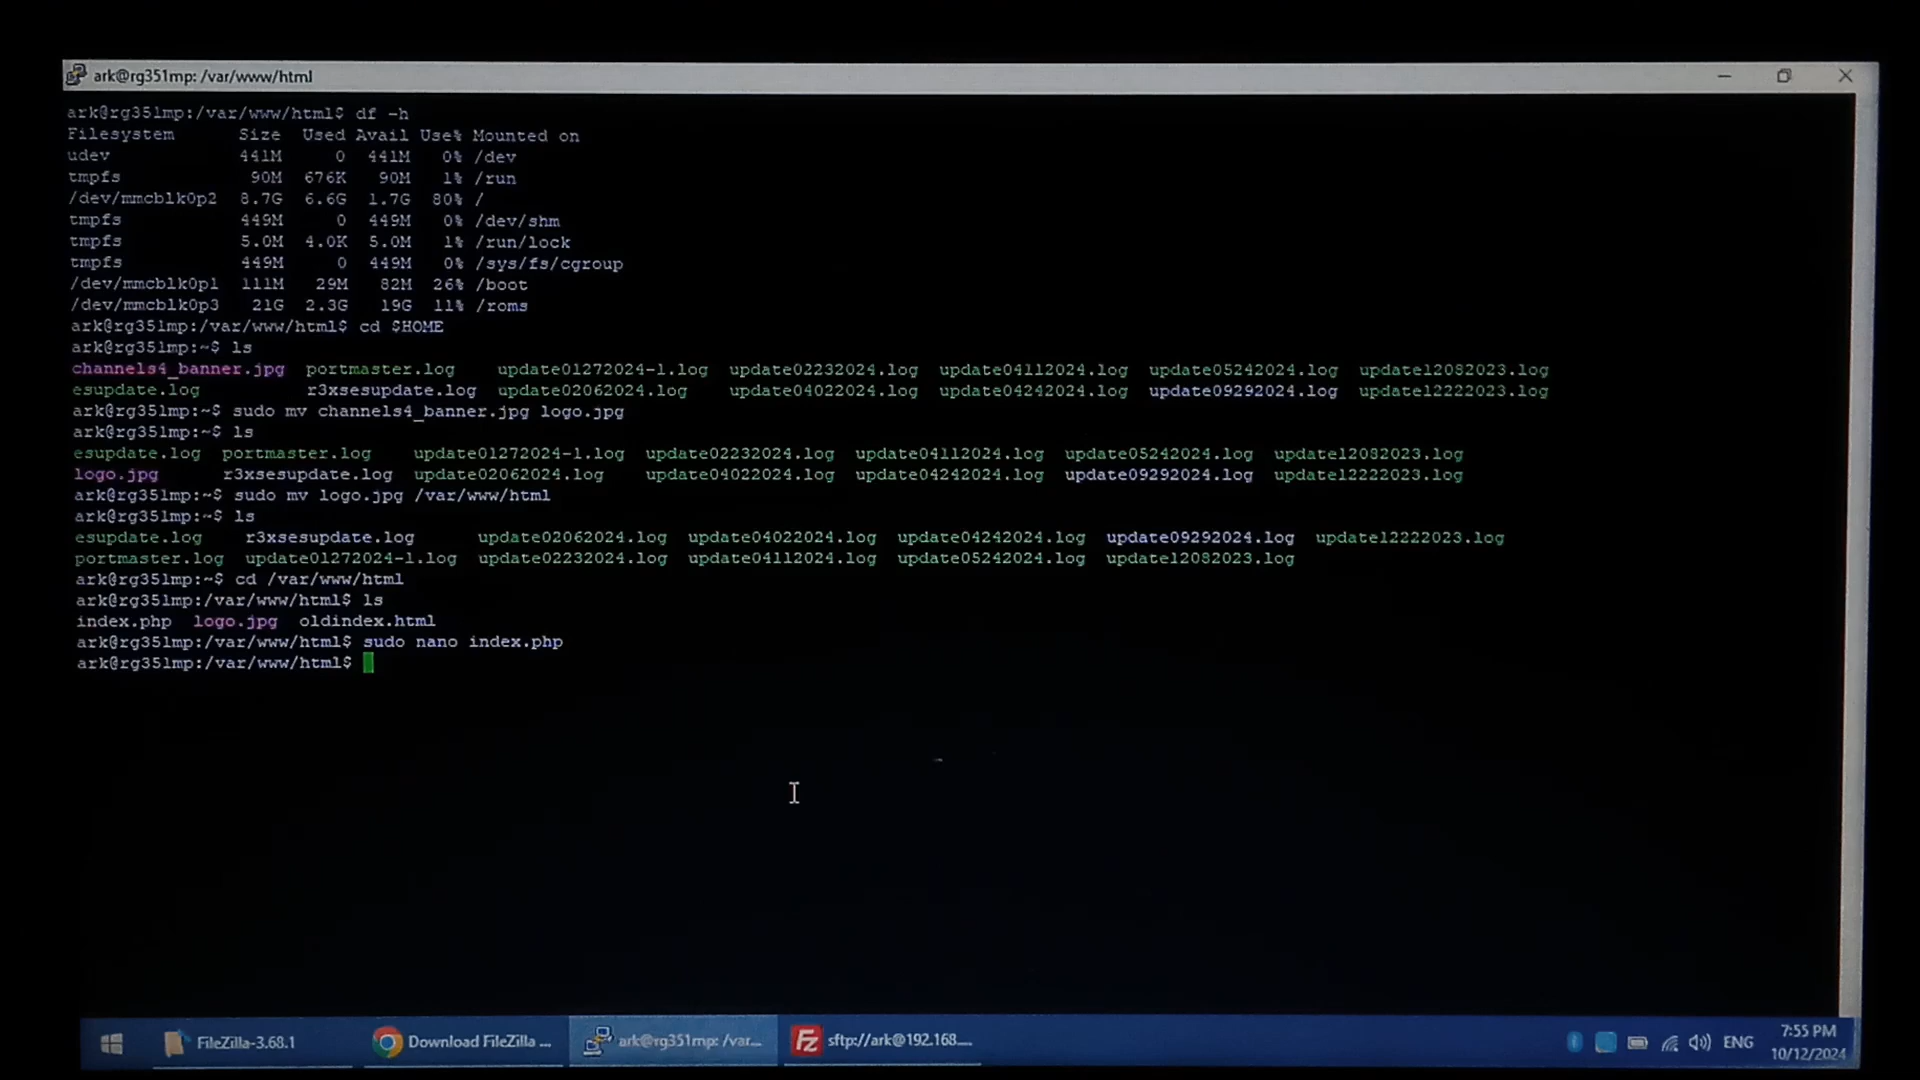 ark@rg351mp: /var/www/html
ark@rg351mp:/var/www/html$ df -h
Filesystem      Size  Used Avail Use% Mounted on
udev            441M     0  441M   0% /dev
tmpfs            90M  676K   90M   1% /run
/dev/mmcblk0p2  8.7G  6.6G  1.7G  80% /
tmpfs           449M     0  449M   0% /dev/shm
tmpfs           5.0M  4.0K  5.0M   1% /run/lock
tmpfs           449M     0  449M   0% /sys/fs/cgroup
/dev/mmcblk0p1  111M   29M   82M  26% /boot
/dev/mmcblk0p3   21G  2.3G   19G  11% /roms
ark@rg351mp:/var/www/html$ cd $HOME
ark@rg351mp:~$ ls
channels4_banner.jpg  portmaster.log    update01272024-1.log  update02232024.log  update04112024.log  update05242024.log  update12082023.log
esupdate.log          r3xsesupdate.log  update02062024.log    update04022024.log  update04242024.log  update09292024.log  update12222023.log
ark@rg351mp:~$ sudo mv channels4_banner.jpg logo.jpg
ark@rg351mp:~$ ls
esupdate.log  portmaster.log    update01272024-1.log  update02232024.log  update04112024.log  update05242024.log  update12082023.log
logo.jpg      r3xsesupdate.log  update02062024.log    update04022024.log  update04242024.log  update09292024.log  update12222023.log
ark@rg351mp:~$ sudo mv logo.jpg /var/www/html
ark@rg351mp:~$ ls
esupdate.log    r3xsesupdate.log      update02062024.log  update04022024.log  update04242024.log  update09292024.log  update12222023.log
portmaster.log  update01272024-1.log  update02232024.log  update04112024.log  update05242024.log  update12082023.log
ark@rg351mp:~$ cd /var/www/html
ark@rg351mp:/var/www/html$ ls
index.php  logo.jpg  oldindex.html
ark@rg351mp:/var/www/html$ sudo nano index.php
ark@rg351mp:/var/www/html$
FileZilla-3.68.1
Download FileZilla ...
ark@rg351mp: /var...
sftp://ark@192.168....
ENG
7:55 PM
10/12/2024